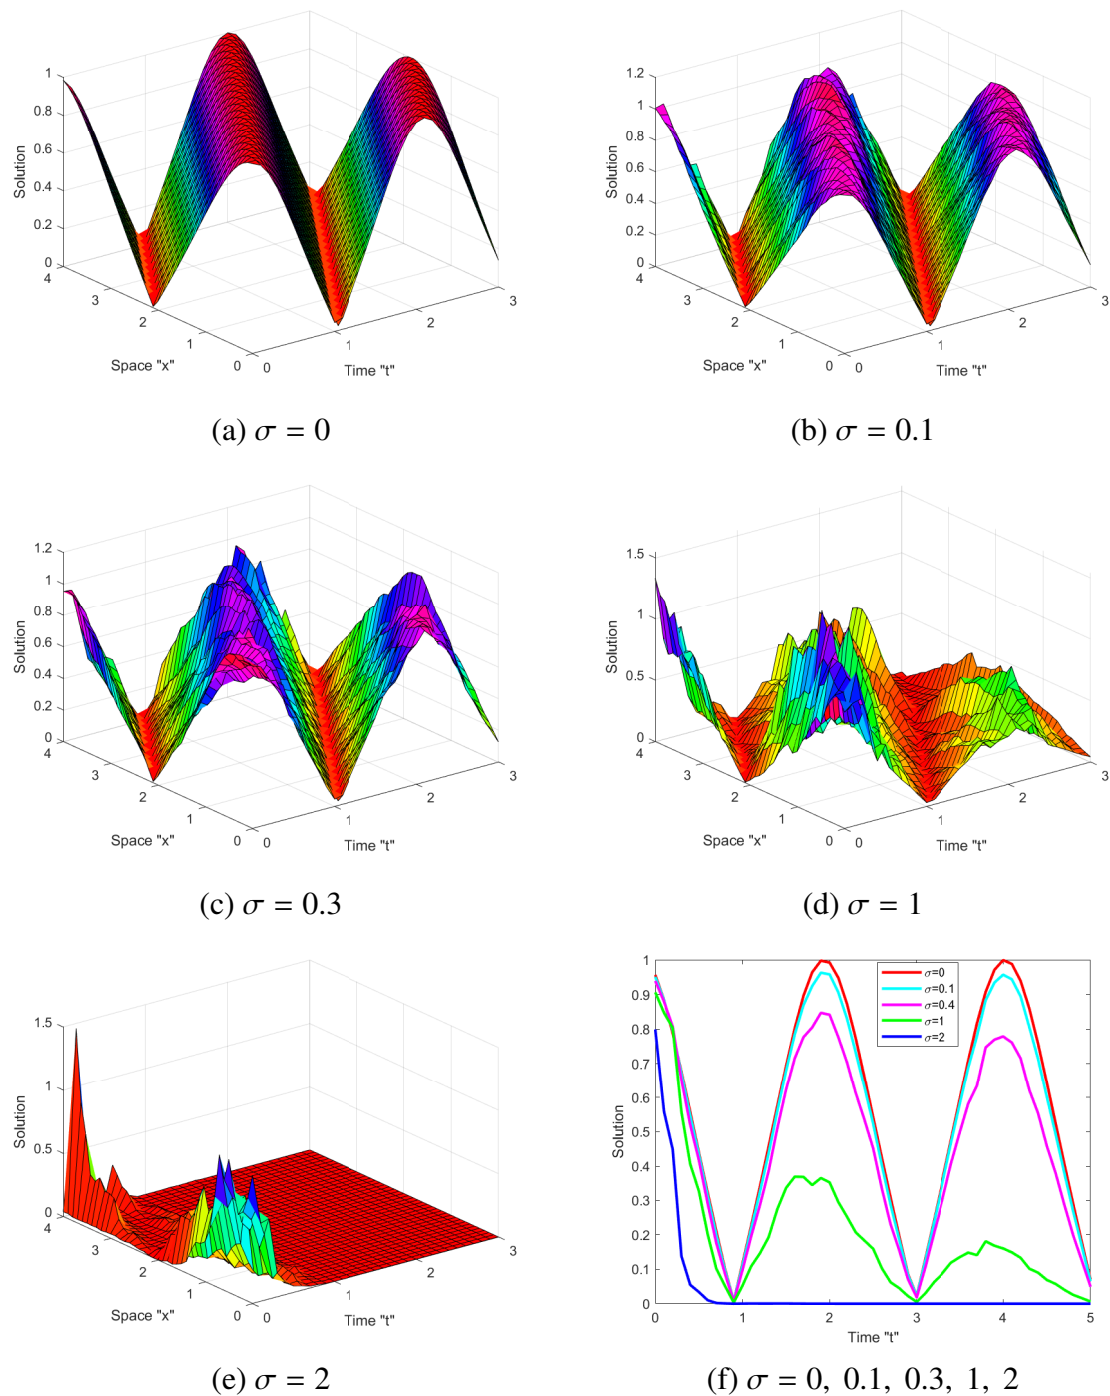 1
0.8
0.6
0.4
0.2
0
Solution
4
3
2
1
0
Space "x"
0
1
2
3
Time "t"
(a) σ = 0
1.2
1
0.8
0.6
0.4
0.2
0
Solution
4
3
2
1
0
Space "x"
0
1
2
3
Time "t"
(b) σ = 0.1
1.2
1
0.8
0.6
0.4
0.2
0
Solution
4
3
2
1
0
Space "x"
0
1
2
3
Time "t"
(c) σ = 0.3
1.5
1
0.5
0
Solution
4
3
2
1
0
Space "x"
0
1
2
3
Time "t"
(d) σ = 1
1.5
1
0.5
0
Solution
4
3
2
1
0
Space "x"
0
1
2
3
Time "t"
(e) σ = 2
1
0.9
0.8
0.7
0.6
0.5
0.4
0.3
0.2
0.1
0
Solution
σ=0
σ=0.1
σ=0.4
σ=1
σ=2
0 1 2 3 4 5
Time "t"
(f) σ = 0, 0.1, 0.3, 1, 2